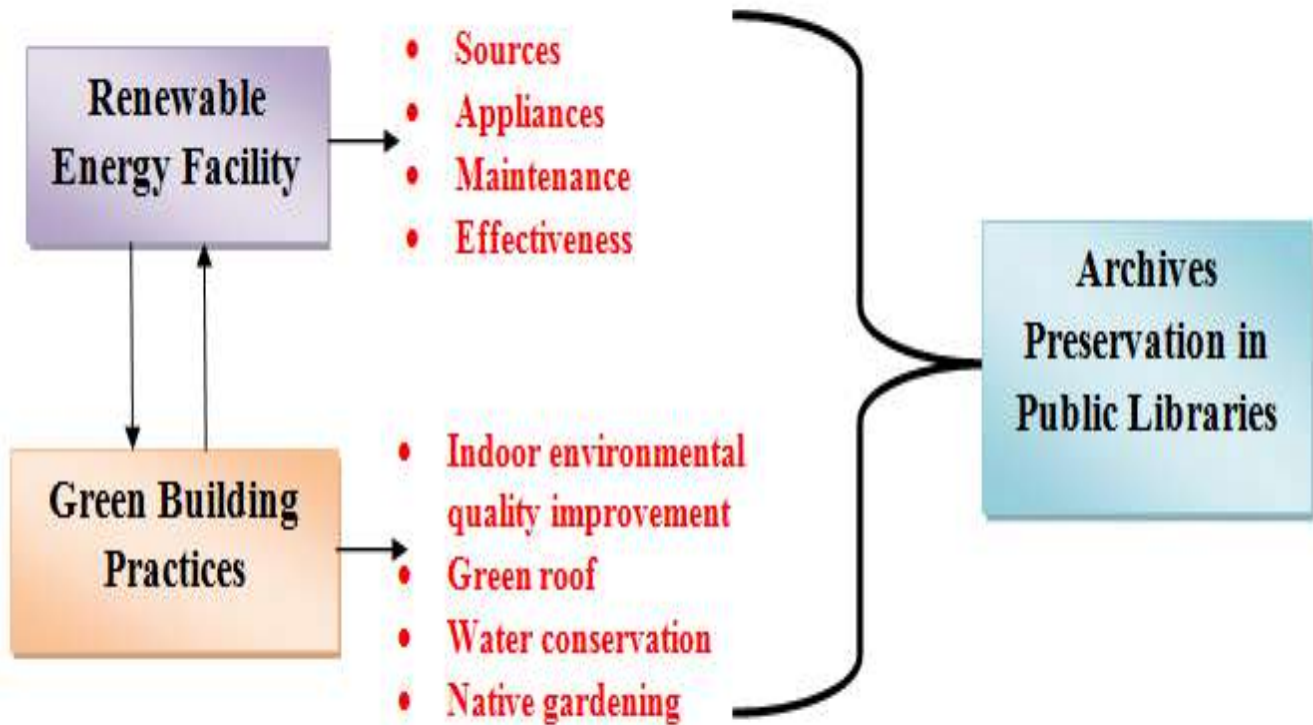 Renewable
Energy Facility
• Sources
• Appliances
• Maintenance
• Effectiveness
Green Building
Practices
• Indoor environmental
quality improvement
• Green roof
• Water conservation
• Native gardening
Archives
Preservation in
Public Libraries